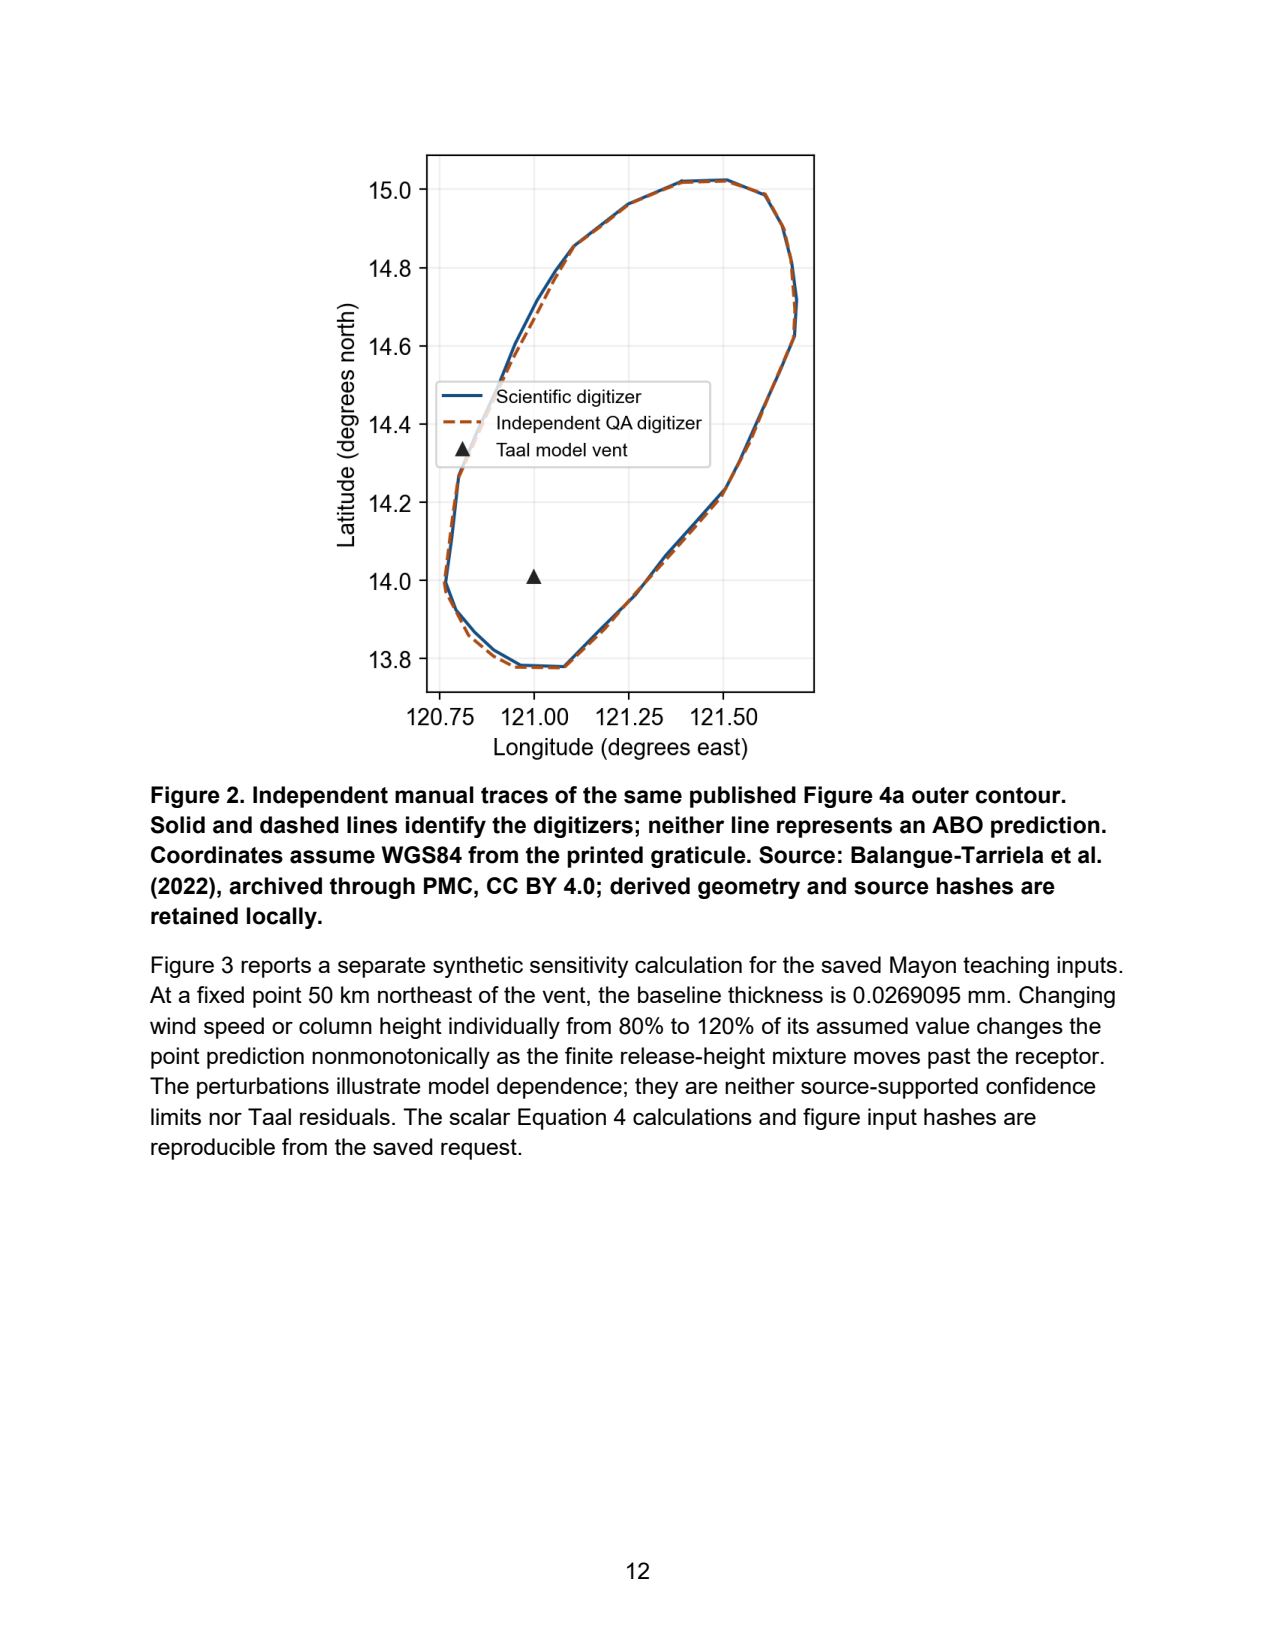 15.0
14.8
14.6
14.4
14.2
14.0
13.8
Latitude (degrees north)
Scientific digitizer
Independent QA digitizer
Taal model vent
120.75 121.00 121.25 121.50
Longitude (degrees east)
Figure 2. Independent manual traces of the same published Figure 4a outer contour.
Solid and dashed lines identify the digitizers; neither line represents an ABO prediction.
Coordinates assume WGS84 from the printed graticule. Source: Balangue-Tarriela et al.
(2022), archived through PMC, CC BY 4.0; derived geometry and source hashes are
retained locally.
Figure 3 reports a separate synthetic sensitivity calculation for the saved Mayon teaching inputs.
At a fixed point 50 km northeast of the vent, the baseline thickness is 0.0269095 mm. Changing
wind speed or column height individually from 80% to 120% of its assumed value changes the
point prediction nonmonotonically as the finite release-height mixture moves past the receptor.
The perturbations illustrate model dependence; they are neither source-supported confidence
limits nor Taal residuals. The scalar Equation 4 calculations and figure input hashes are
reproducible from the saved request.
12